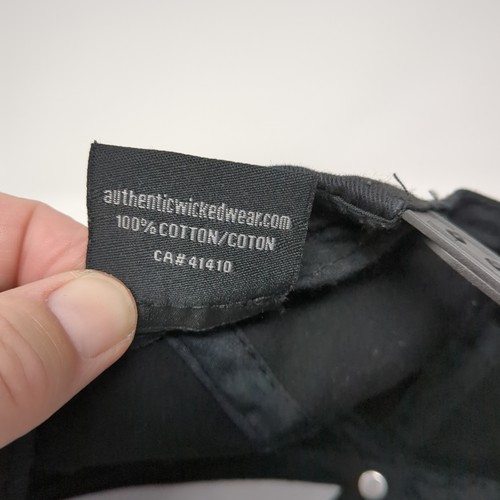 authenticwickedwear.com
100% COTTON/COTON
CA# 41410